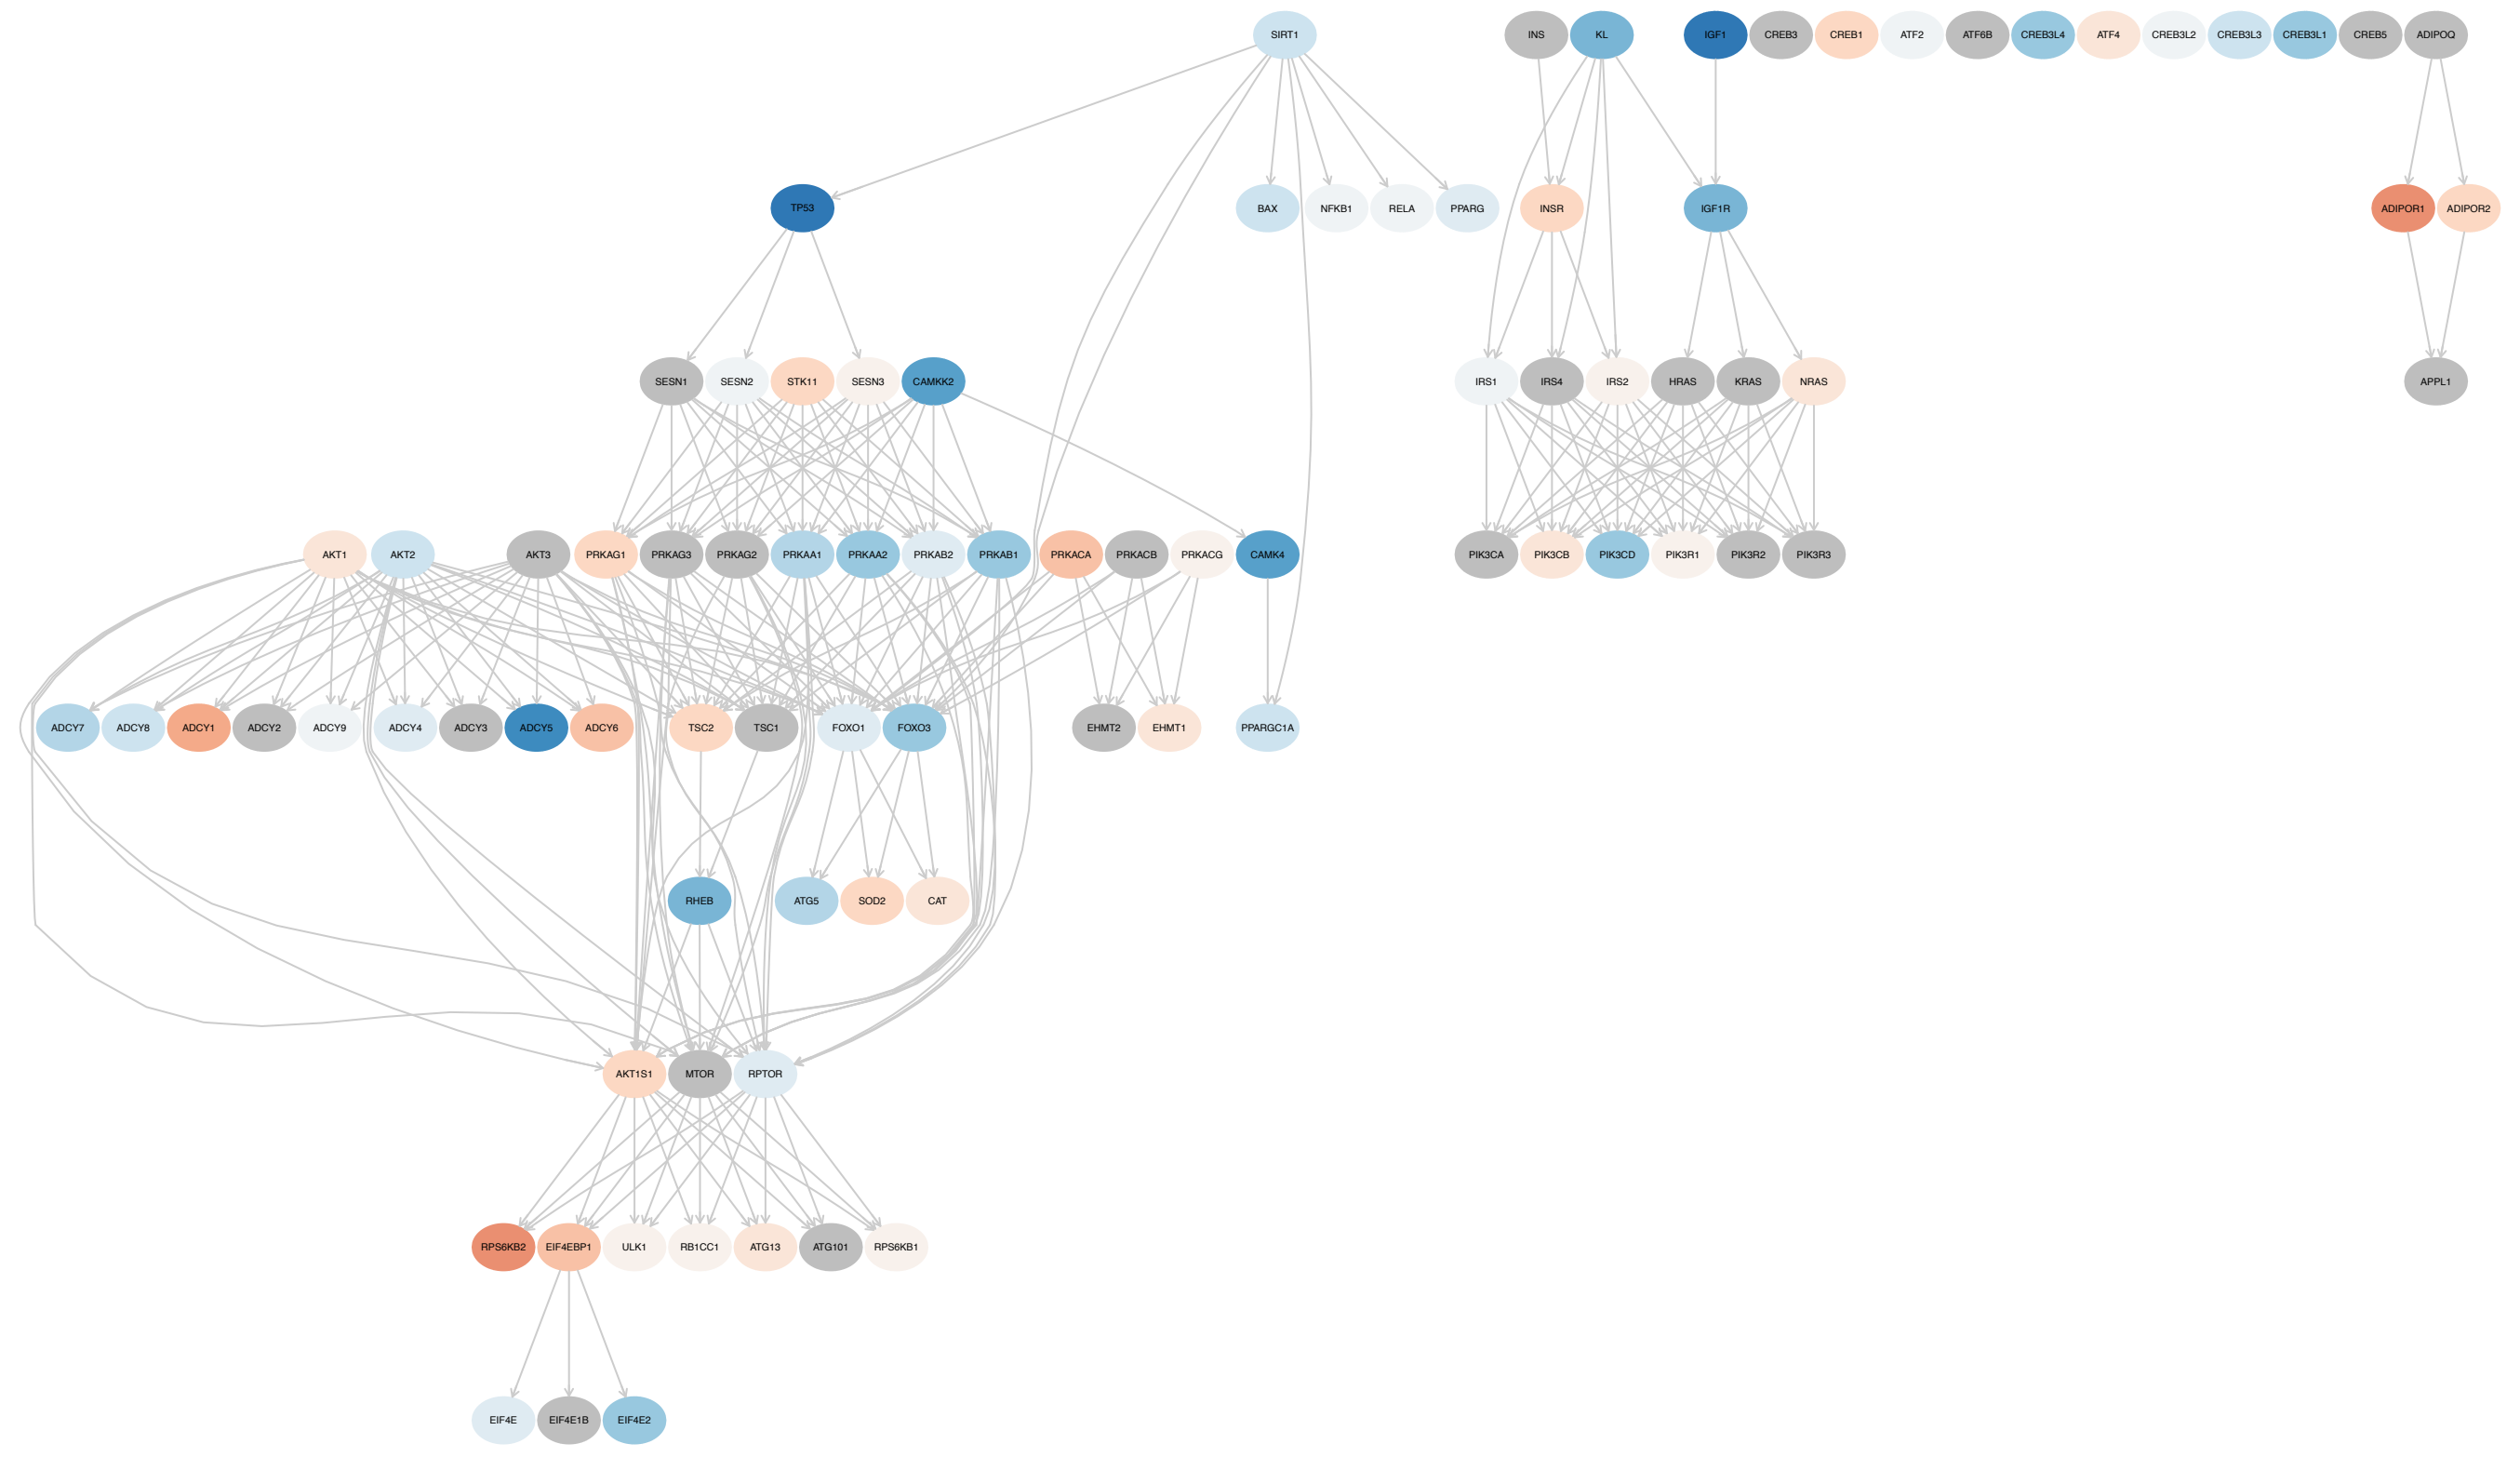 SIRT1 INS KL IGF1 CREB3 CREB1 ATF2 ATF6B CREB3L4 ATF4 CREB3L2 CREB3L3 CREB3L1 CREB5 ADIPOQ
TP53 BAX NFKB1 RELA PPARG INSR IGF1R ADIPOR1 ADIPOR2
SESN1 SESN2 STK11 SESN3 CAMKK2 IRS1 IRS4 IRS2 HRAS KRAS NRAS APPL1
AKT1 AKT2 AKT3 PRKAG1 PRKAG3 PRKAG2 PRKAA1 PRKAA2 PRKAB2 PRKAB1 PRKACA PRKACB PRKACG CAMK4 PIK3CA PIK3CB PIK3CD PIK3R1 PIK3R2 PIK3R3
ADCY7 ADCY8 ADCY1 ADCY2 ADCY9 ADCY4 ADCY3 ADCY5 ADCY6 TSC2 TSC1 FOXO1 FOXO3 EHMT2 EHMT1 PPARGC1A
RHEB ATG5 SOD2 CAT
AKT1S1 MTOR RPTOR
RPS6KB2 EIF4EBP1 ULK1 RB1CC1 ATG13 ATG101 RPS6KB1
EIF4E EIF4E1B EIF4E2